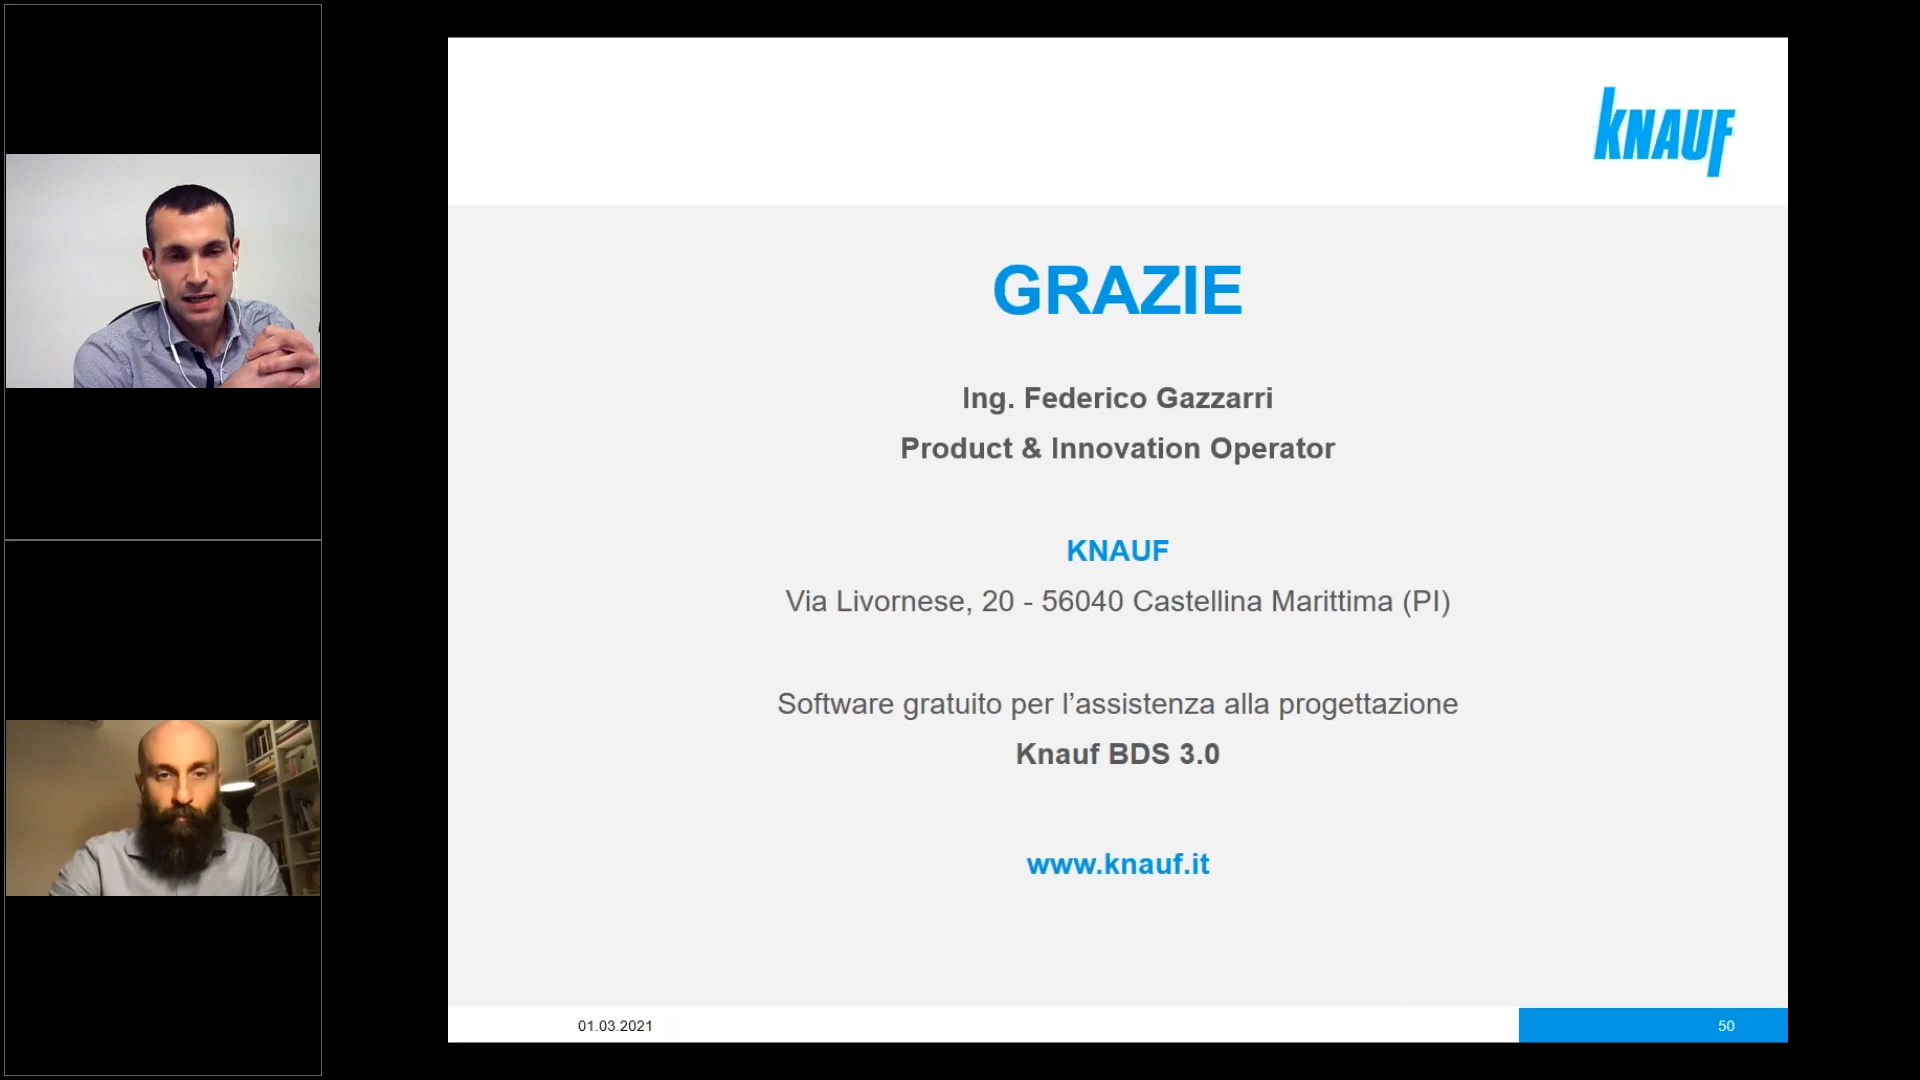 KNAUF
GRAZIE
Ing. Federico Gazzarri
Product & Innovation Operator
KNAUF
Via Livornese, 20 - 56040 Castellina Marittima (PI)
Software gratuito per l’assistenza alla progettazione
Knauf BDS 3.0
www.knauf.it
01.03.2021
50